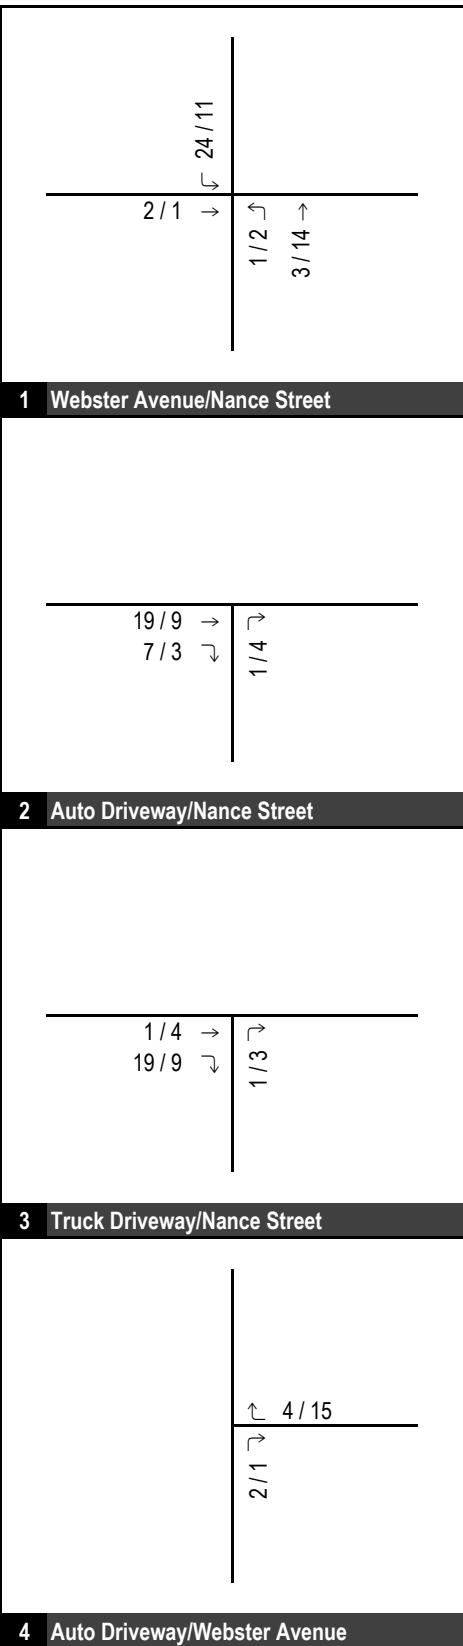 24 / 11
2 / 1 →
1 / 2
3 / 14
1 Webster Avenue/Nance Street
19 / 9 →
7 / 3
1 / 4
2 Auto Driveway/Nance Street
1 / 4 →
19 / 9
1 / 3
3 Truck Driveway/Nance Street
4 / 15
2 / 1
4 Auto Driveway/Webster Avenue